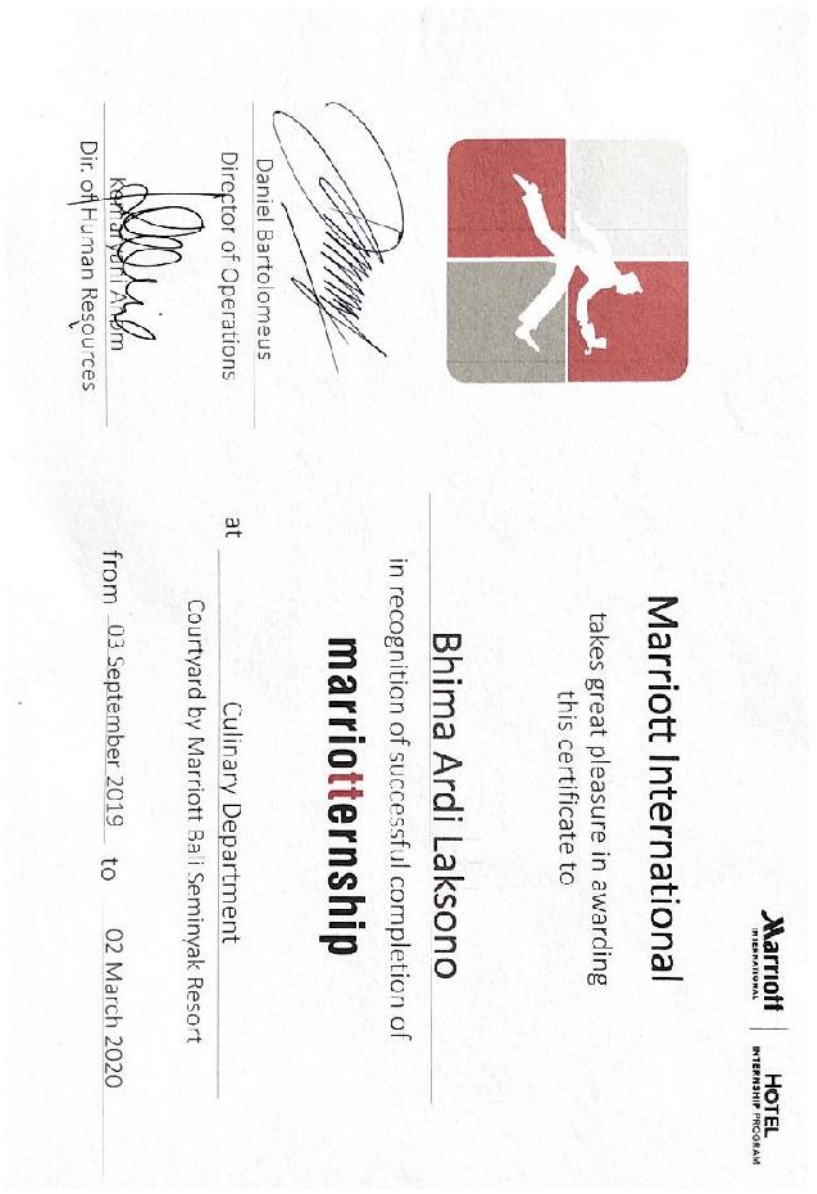 Marriott
INTERNATIONAL
HOTEL
INTERNSHIP PROGRAM
Marriott International
takes great pleasure in awarding
this certificate to
Bhima Ardi Laksono
in recognition of successful completion of
marriotternship
Culinary Department
at
Courtyard by Marriott Bali Seminyak Resort
from 03 September 2019 to 02 March 2020
Daniel Bartolomeus
Director of Operations
Dir. of Human Resources